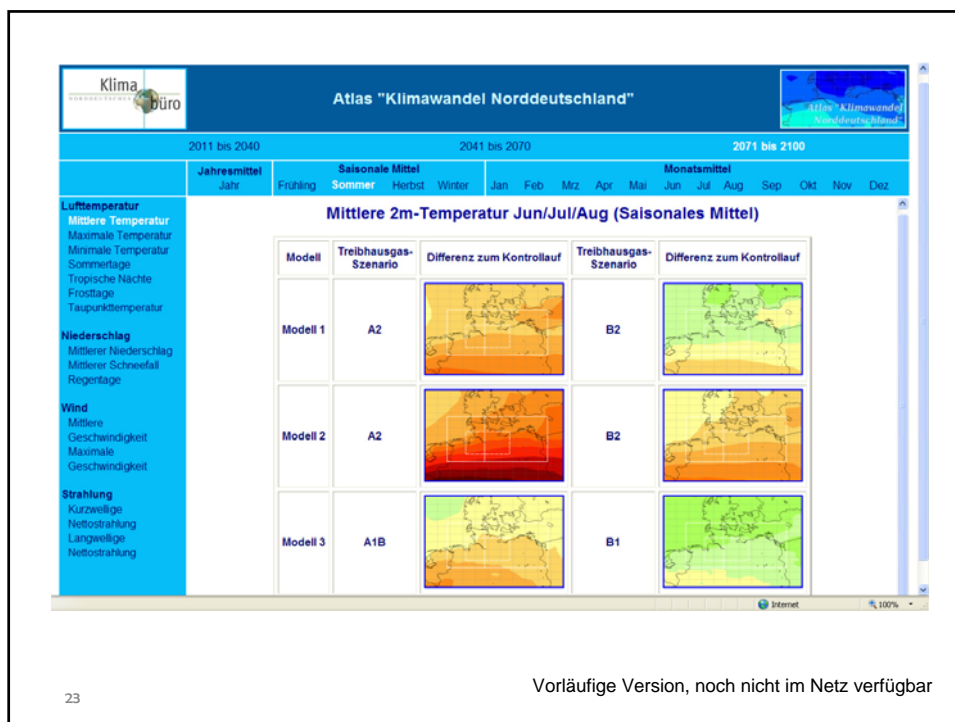 Klima
NORDDEUTSCHES büro
Atlas "Klimawandel Norddeutschland"
Atlas "Klimawandel
Norddeutschland"
2011 bis 2040 2041 bis 2070 2071 bis 2100
Jahresmittel Saisonale Mittel Monatsmittel
Jahr Frühling Sommer Herbst Winter Jan Feb Mrz Apr Mai Jun Jul Aug Sep Okt Nov Dez
Lufttemperatur
Mittlere Temperatur
Maximale Temperatur
Minimale Temperatur
Sommertage
Tropische Nächte
Frosttage
Taupunkttemperatur
Niederschlag
Mittlerer Niederschlag
Mittlerer Schneefall
Regentage
Wind
Mittlere
Geschwindigkeit
Maximale
Geschwindigkeit
Strahlung
Kurzwellige
Nettostrahlung
Langwellige
Nettostrahlung
Mittlere 2m-Temperatur Jun/Jul/Aug (Saisonales Mittel)
Modell Treibhausgas-
Szenario Differenz zum Kontrollauf Treibhausgas-
Szenario Differenz zum Kontrollauf
Modell 1 A2 B2
Modell 2 A2 B2
Modell 3 A1B B1
Internet 100%
23
Vorläufige Version, noch nicht im Netz verfügbar